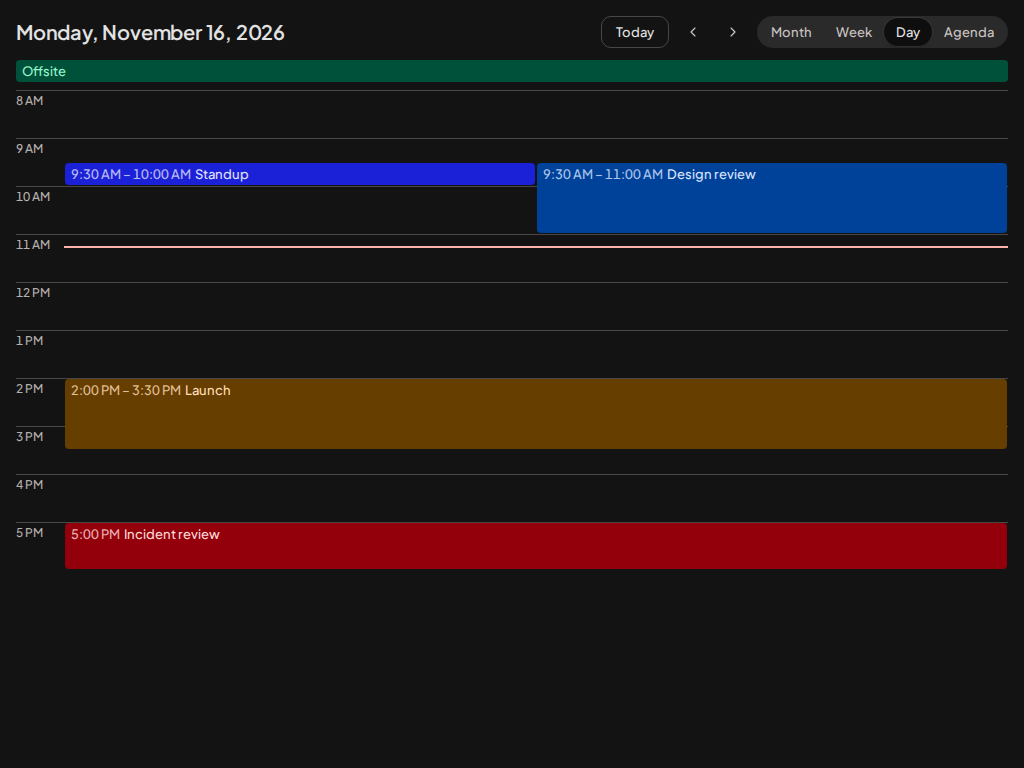 Monday, November 16, 2026
Today
Month
Week
Day
Agenda
Offsite
8 AM
9 AM
9:30 AM – 10:00 AM Standup
9:30 AM – 11:00 AM Design review
10 AM
11 AM
12 PM
1 PM
2 PM
2:00 PM – 3:30 PM Launch
3 PM
4 PM
5 PM
5:00 PM Incident review